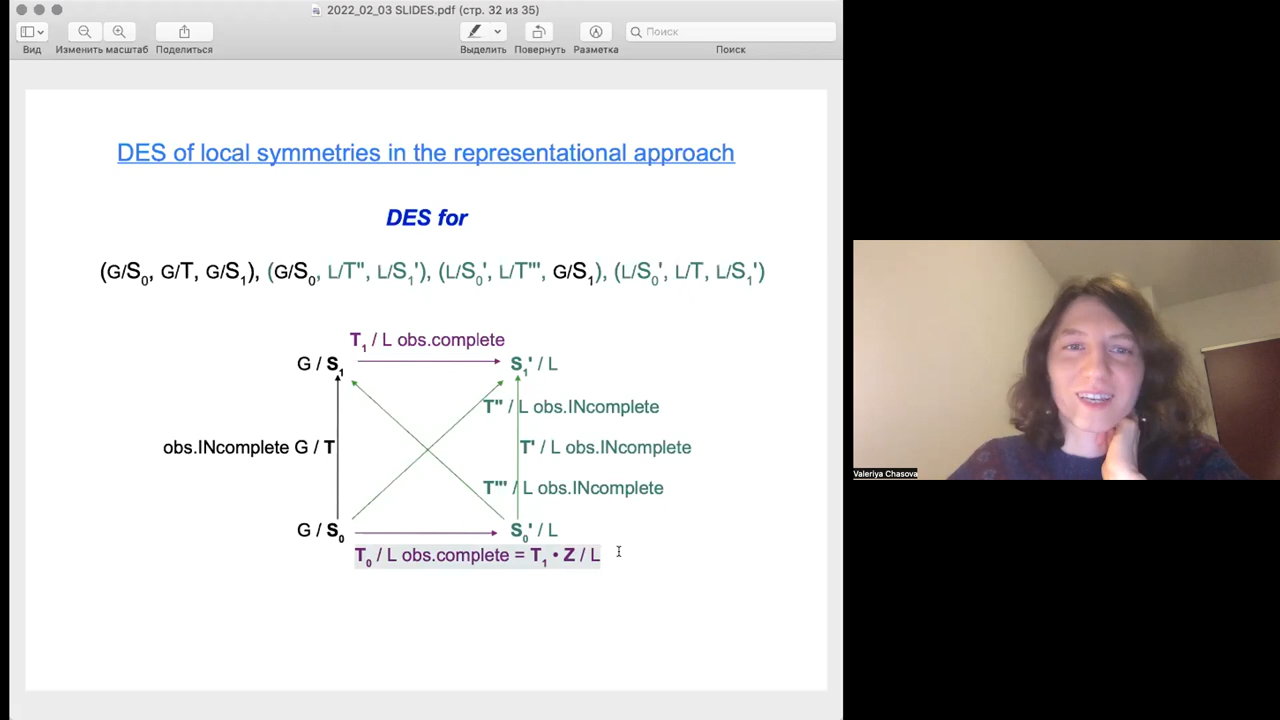 2022_02_03 SLIDES.pdf (стр. 32 из 35)
Вид
Изменить масштаб
Поделиться
Выделить
Повернуть
Разметка
Поиск
Поиск
DES of local symmetries in the representational approach
DES for
(G/S₀, G/T, G/S₁), (G/S₀, L/T", L/S₁'), (L/S₀', L/T''', G/S₁), (L/S₀', L/T, L/S₁')
T₁ / L obs.complete
G / S₁
S₁' / L
T" / L obs.INcomplete
obs.INcomplete G / T
T' / L obs.INcomplete
T''' / L obs.INcomplete
G / S₀
S₀' / L
T₀ / L obs.complete = T₁ • Z / L
Valeriya Chasova